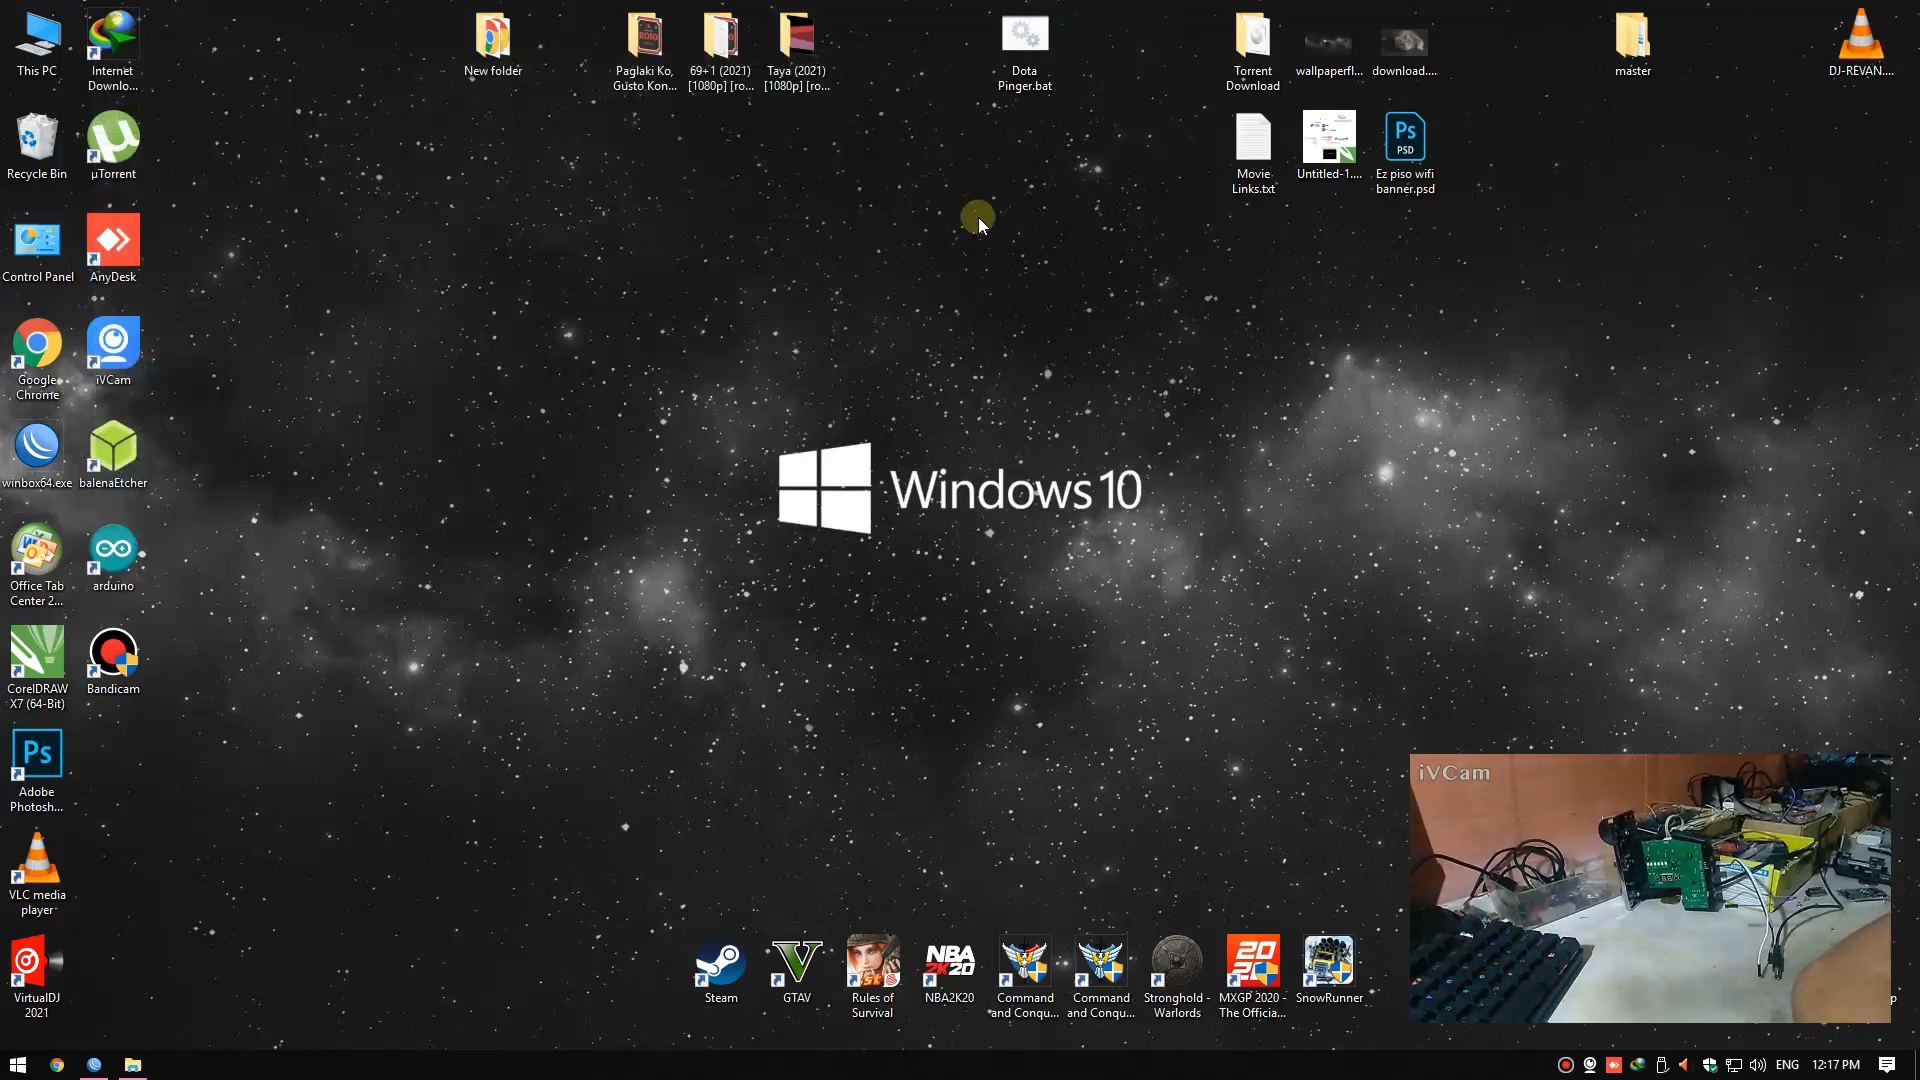 This PC
Internet
Downlo...
New folder
Paglaki Ko,
Gusto Kon...
69+1 (2021)
[1080p] [ro...
Taya (2021)
[1080p] [ro...
Dota
Pinger.bat
Torrent
Download
wallpaperfl...
download....
master
DJ-REVAN....
Recycle Bin
µTorrent
Movie
Links.txt
Untitled-1....
Ps
PSD
Ez piso wifi
banner.psd
Control Panel
AnyDesk
Google
Chrome
iVCam
winbox64.exe
balenaEtcher
Windows 10
Office Tab
Center 2...
arduino
CorelDRAW
X7 (64-Bit)
Bandicam
Ps
Adobe
Photosh...
iVCam
VLC media
player
VirtualDJ
2021
Steam
V
GTAV
Rules of
Survival
NBA
2K20
NBA2K20
Command
and Conqu...
Command
and Conqu...
Stronghold -
Warlords
2020
MXGP 2020 -
The Officia...
SnowRunner
ENG
12:17 PM